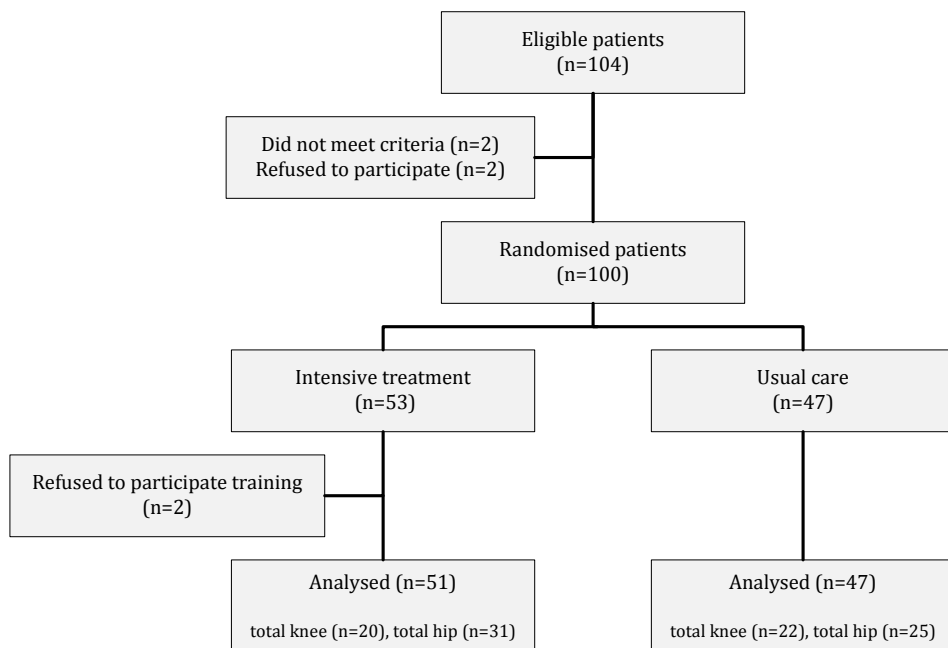 Eligible patients
(n=104)
Did not meet criteria (n=2)
Refused to participate (n=2)
Randomised patients
(n=100)
Intensive treatment
(n=53)
Usual care
(n=47)
Refused to participate training
(n=2)
Analysed (n=51)
total knee (n=20), total hip (n=31)
Analysed (n=47)
total knee (n=22), total hip (n=25)